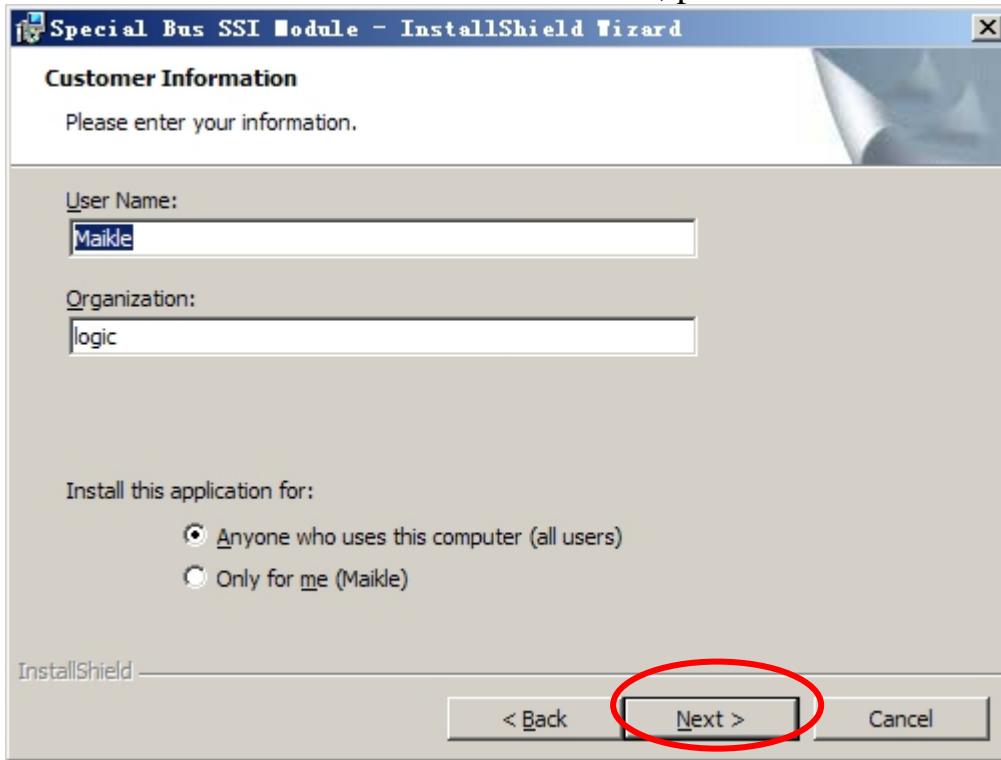 Special Bus SSI Module - InstallShield Wizard
Customer Information
Please enter your information.
User Name:
Maikle
Organization:
logic
Install this application for:
Anyone who uses this computer (all users)
Only for me (Maikle)
InstallShield
< Back Next > Cancel